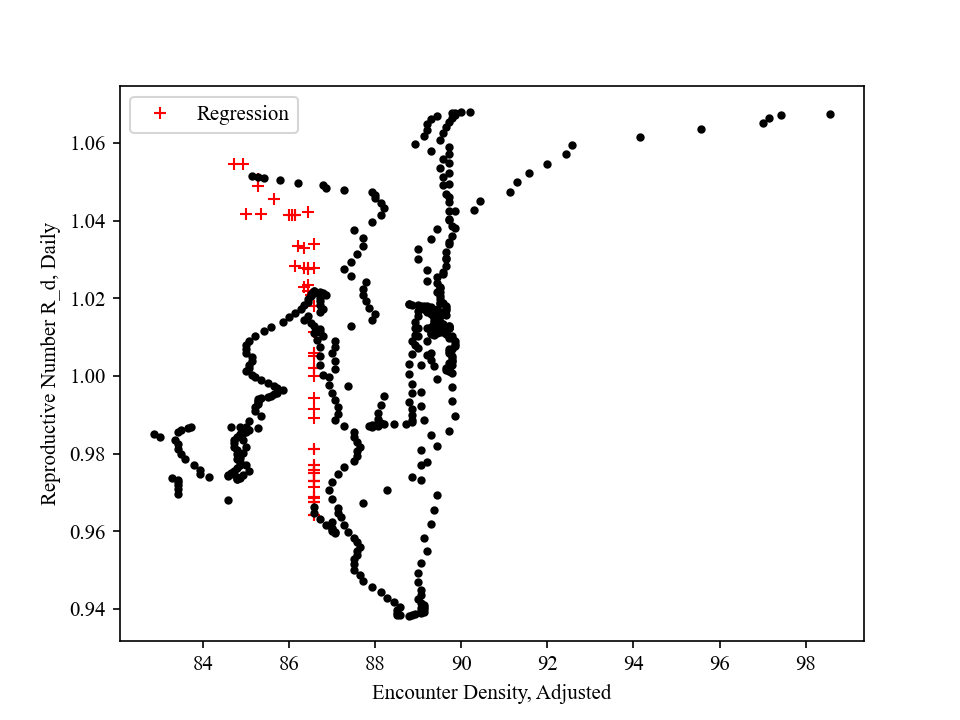 Regression
1.06
1.04
1.02
1.00
0.98
0.96
0.94
Reproductive Number R_d, Daily
84 86 88 90 92 94 96 98
Encounter Density, Adjusted